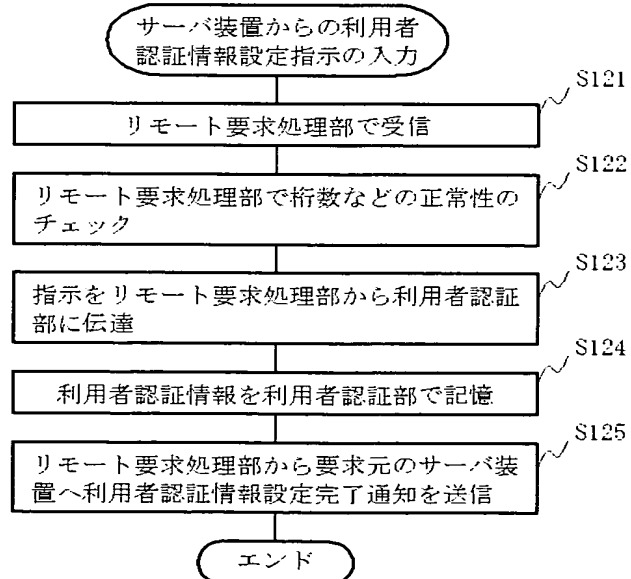 サーバ装置からの利用者
認証情報設定指示の入力
S121
リモート要求処理部で受信
S122
リモート要求処理部で桁数などの正常性の
チェック
S123
指示をリモート要求処理部から利用者認証
部に伝達
S124
利用者認証情報を利用者認証部で記憶
S125
リモート要求処理部から要求元のサーバ装
置へ利用者認証情報設定完了通知を送信
エンド